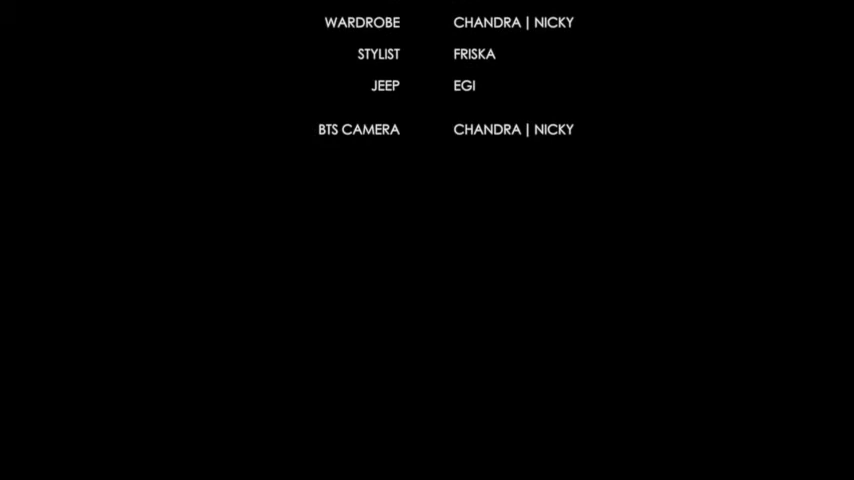 WARDROBE CHANDRA | NICKY
STYLIST FRISKA
JEEP EGI
BTS CAMERA CHANDRA | NICKY